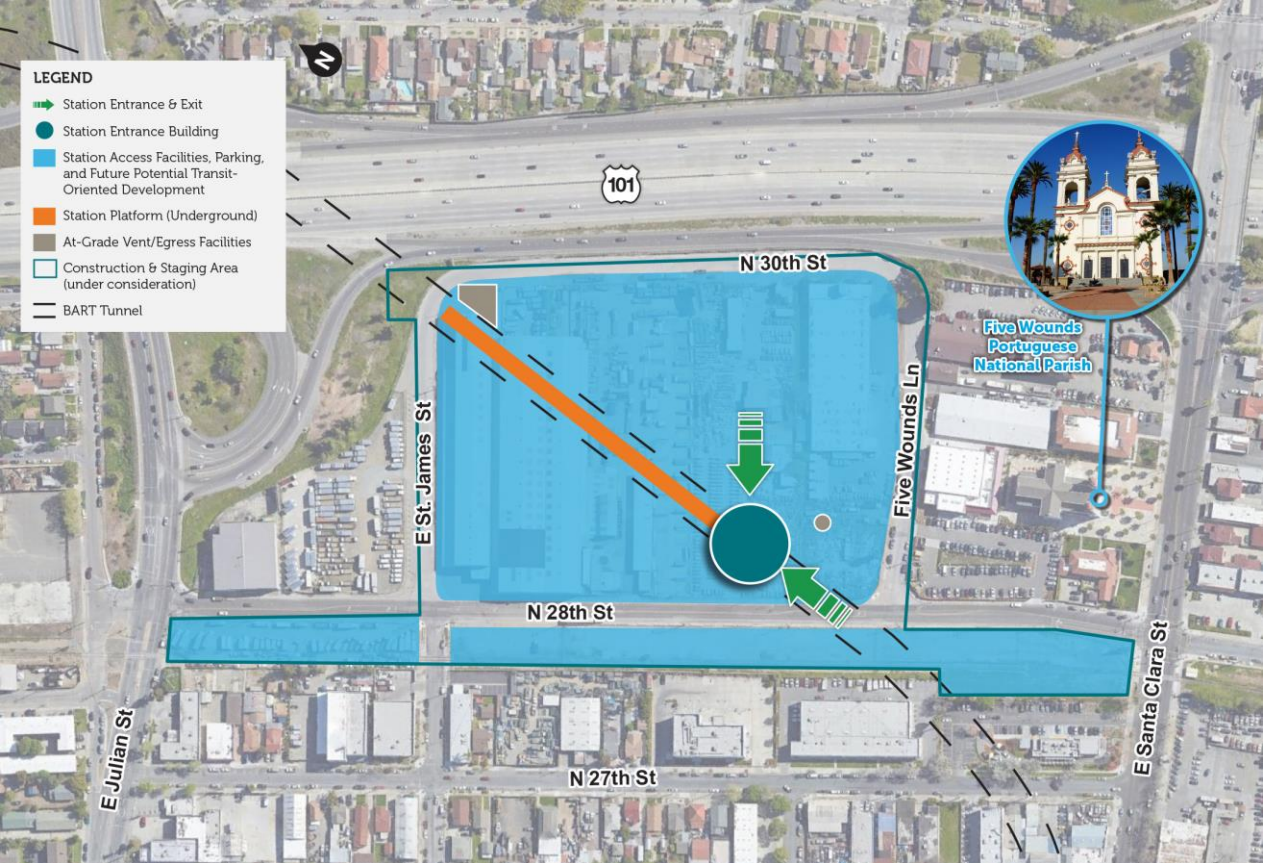 N
LEGEND
Station Entrance & Exit
Station Entrance Building
Station Access Facilities, Parking,
and Future Potential Transit-
Oriented Development
Station Platform (Underground)
At-Grade Vent/Egress Facilities
Construction & Staging Area
(under consideration)
BART Tunnel
101
N 30th St
Five Wounds
Portuguese
National Parish
Five Wounds Ln
E St. James St
N 28th St
E Santa Clara St
E Julian St
N 27th St